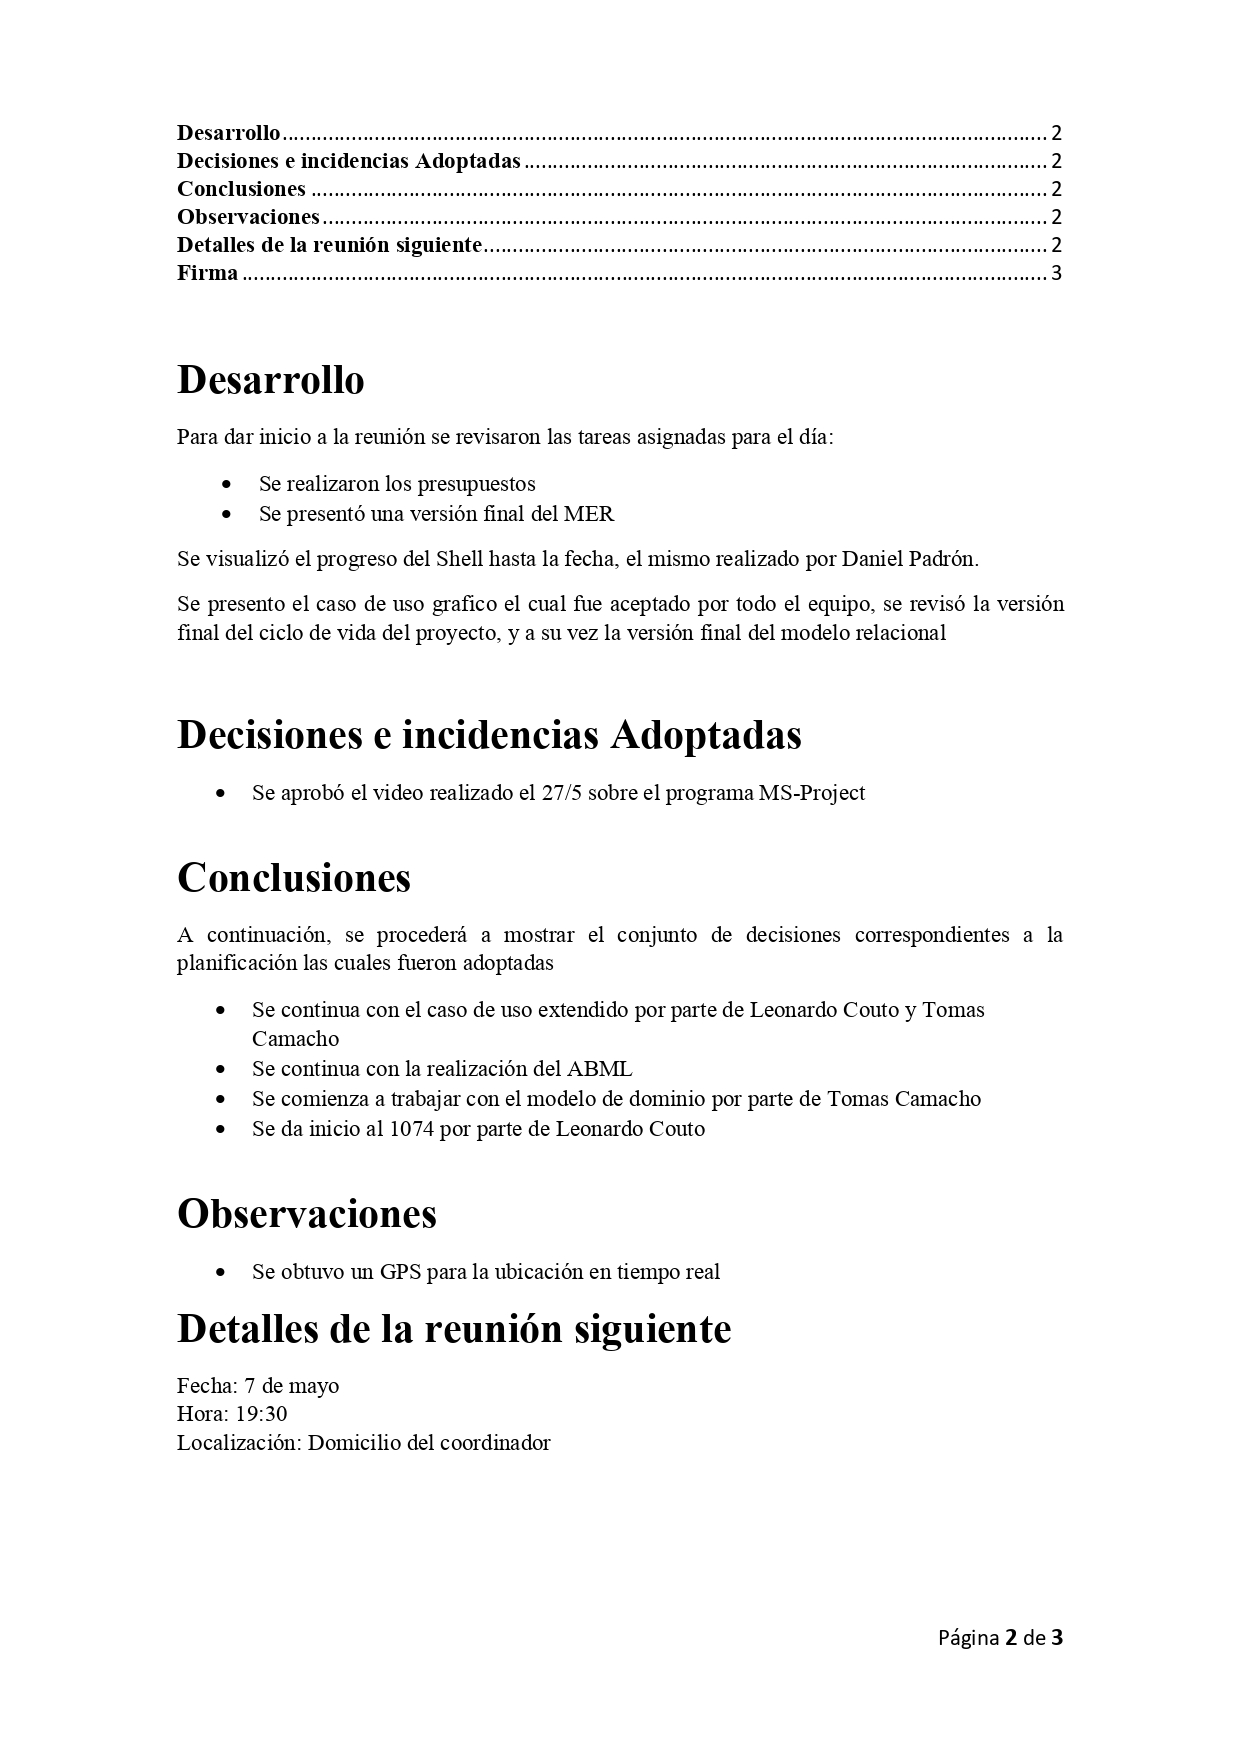 Desarrollo........................................................................................................................................ 2
Decisiones e incidencias Adoptadas............................................................................................ 2
Conclusiones ................................................................................................................................. 2
Observaciones............................................................................................................................... 2
Detalles de la reunión siguiente................................................................................................... 2
Firma ............................................................................................................................................. 3
Desarrollo
Para dar inicio a la reunión se revisaron las tareas asignadas para el día:
• Se realizaron los presupuestos
• Se presentó una versión final del MER
Se visualizó el progreso del Shell hasta la fecha, el mismo realizado por Daniel Padrón.
Se presento el caso de uso grafico el cual fue aceptado por todo el equipo, se revisó la versión
final del ciclo de vida del proyecto, y a su vez la versión final del modelo relacional
Decisiones e incidencias Adoptadas
• Se aprobó el video realizado el 27/5 sobre el programa MS-Project
Conclusiones
A continuación, se procederá a mostrar el conjunto de decisiones correspondientes a la
planificación las cuales fueron adoptadas
• Se continua con el caso de uso extendido por parte de Leonardo Couto y Tomas
Camacho
• Se continua con la realización del ABML
• Se comienza a trabajar con el modelo de dominio por parte de Tomas Camacho
• Se da inicio al 1074 por parte de Leonardo Couto
Observaciones
• Se obtuvo un GPS para la ubicación en tiempo real
Detalles de la reunión siguiente
Fecha: 7 de mayo
Hora: 19:30
Localización: Domicilio del coordinador
Página 2 de 3